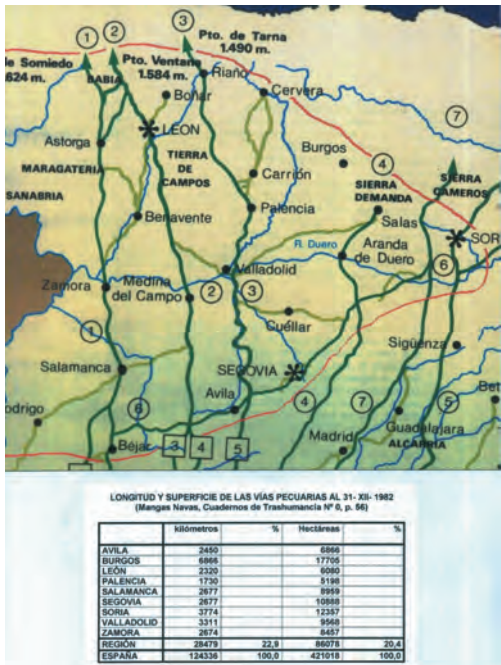 1
2
3
Pto. de Tarna
1.490 m.
de Somiedo
.624 m.
Pto. Ventana
1.584 m.
BABIA
Riaño
Boñar
Cervera
7
Astorga
LEON
Burgos
4
MARAGATERIA
TIERRA
DE
CAMPOS
Carrión
SIERRA
DEMANDA
SIERRA
CAMEROS
SANABRIA
Benavente
Palencia
Salas
SOR
R. Duero
Aranda
de Duero
6
Zamora
Medina
del Campo
Valladolid
2
3
1
Cuéllar
Sigüenza
Salamanca
SEGOVIA
odrigo
6
Avila
4
7
5
Bet
Guadalajara
ALCARRIA
Béjar
3
4
5
Madrid
LONGITUD Y SUPERFICIE DE LAS VÍAS PECUARIAS AL 31- XII- 1982
(Mangas Navas, Cuadernos de Trashumancia Nº 0, p. 56)
kilómetros % Hectáreas %
AVILA 2450 6866
BURGOS 6866 17705
LEÓN 2320 6080
PALENCIA 1730 5198
SALAMANCA 2677 8959
SEGOVIA 2677 10888
SORIA 3774 12357
VALLADOLID 3311 9568
ZAMORA 2674 8457
REGIÓN 28479 22,9 86078 20,4
ESPAÑA 124336 100,0 421018 100,0